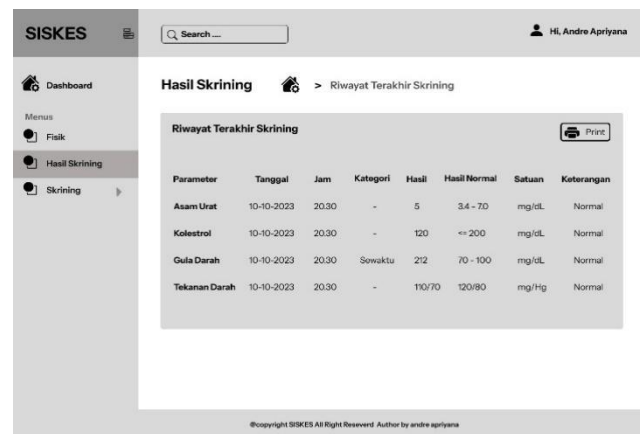 SISKES
Search ....
Hi, Andre Apriyana
Dashboard
Menus
Fisik
Hasil Skrining
Skrining
Hasil Skrining > Riwayat Terakhir Skrining
Riwayat Terakhir Skrining
Print
Parameter Tanggal Jam Kategori Hasil Hasil Normal Satuan Keterangan
Asam Urat 10-10-2023 20.30 - 5 3.4 - 7.0 mg/dL Normal
Kolestrol 10-10-2023 20.30 - 120 <= 200 mg/dL Normal
Gula Darah 10-10-2023 20.30 Sewaktu 212 70 - 100 mg/dL Normal
Tekanan Darah 10-10-2023 20.30 - 110/70 120/80 mg/Hg Normal
@copyright SISKES All Right Reseverd Author by andre apriyana